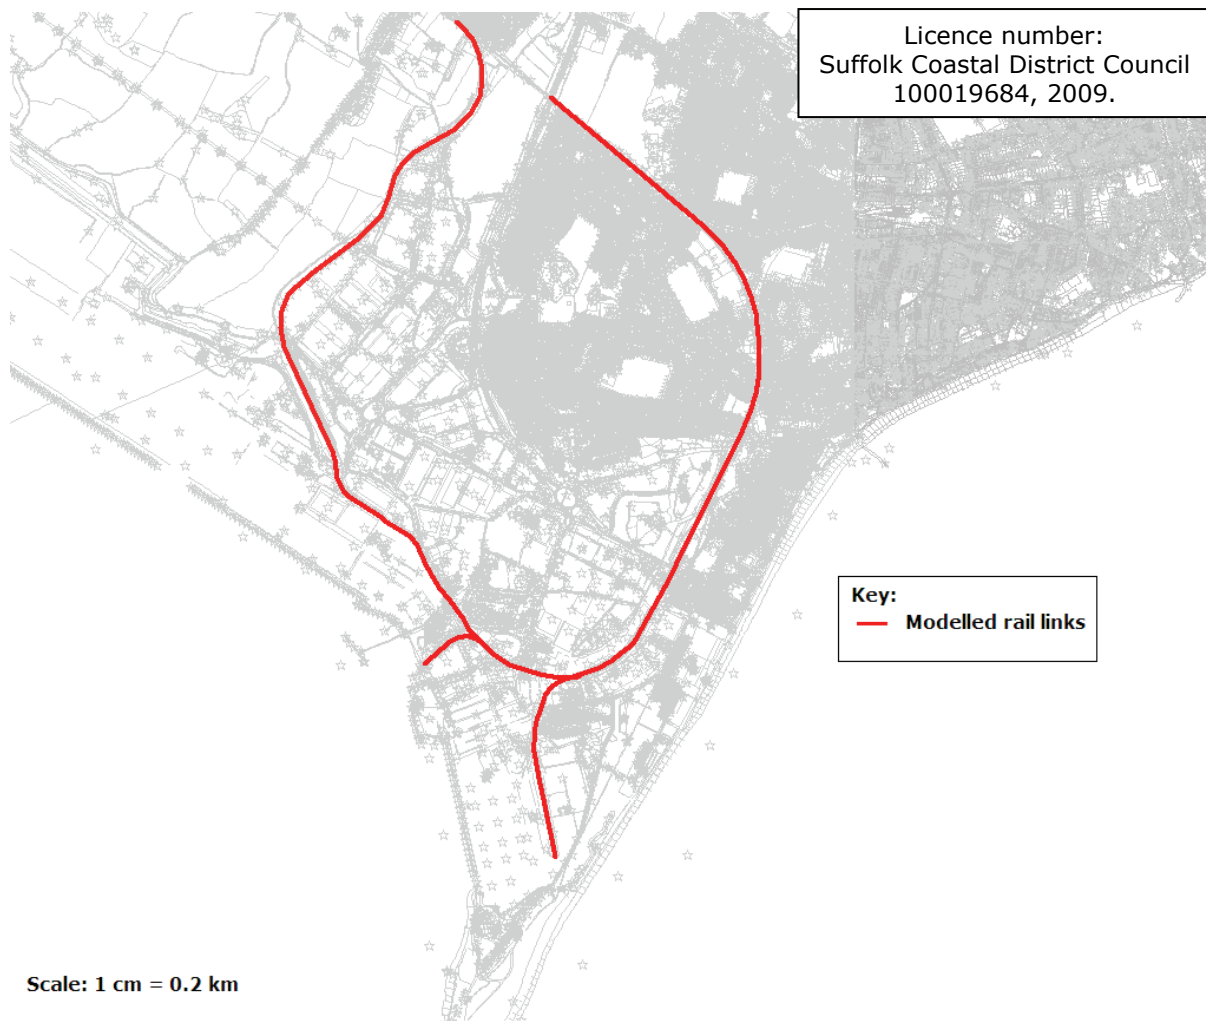 Licence number:
Suffolk Coastal District Council
100019684, 2009.
Key:
Modelled rail links
Scale: 1 cm = 0.2 km